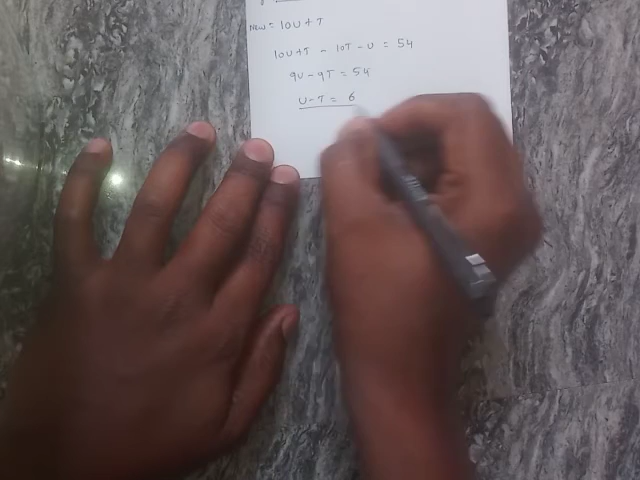 New = 10U + T
10U+T - 10T - U = 54
9U - 9T = 54
U - T = 6